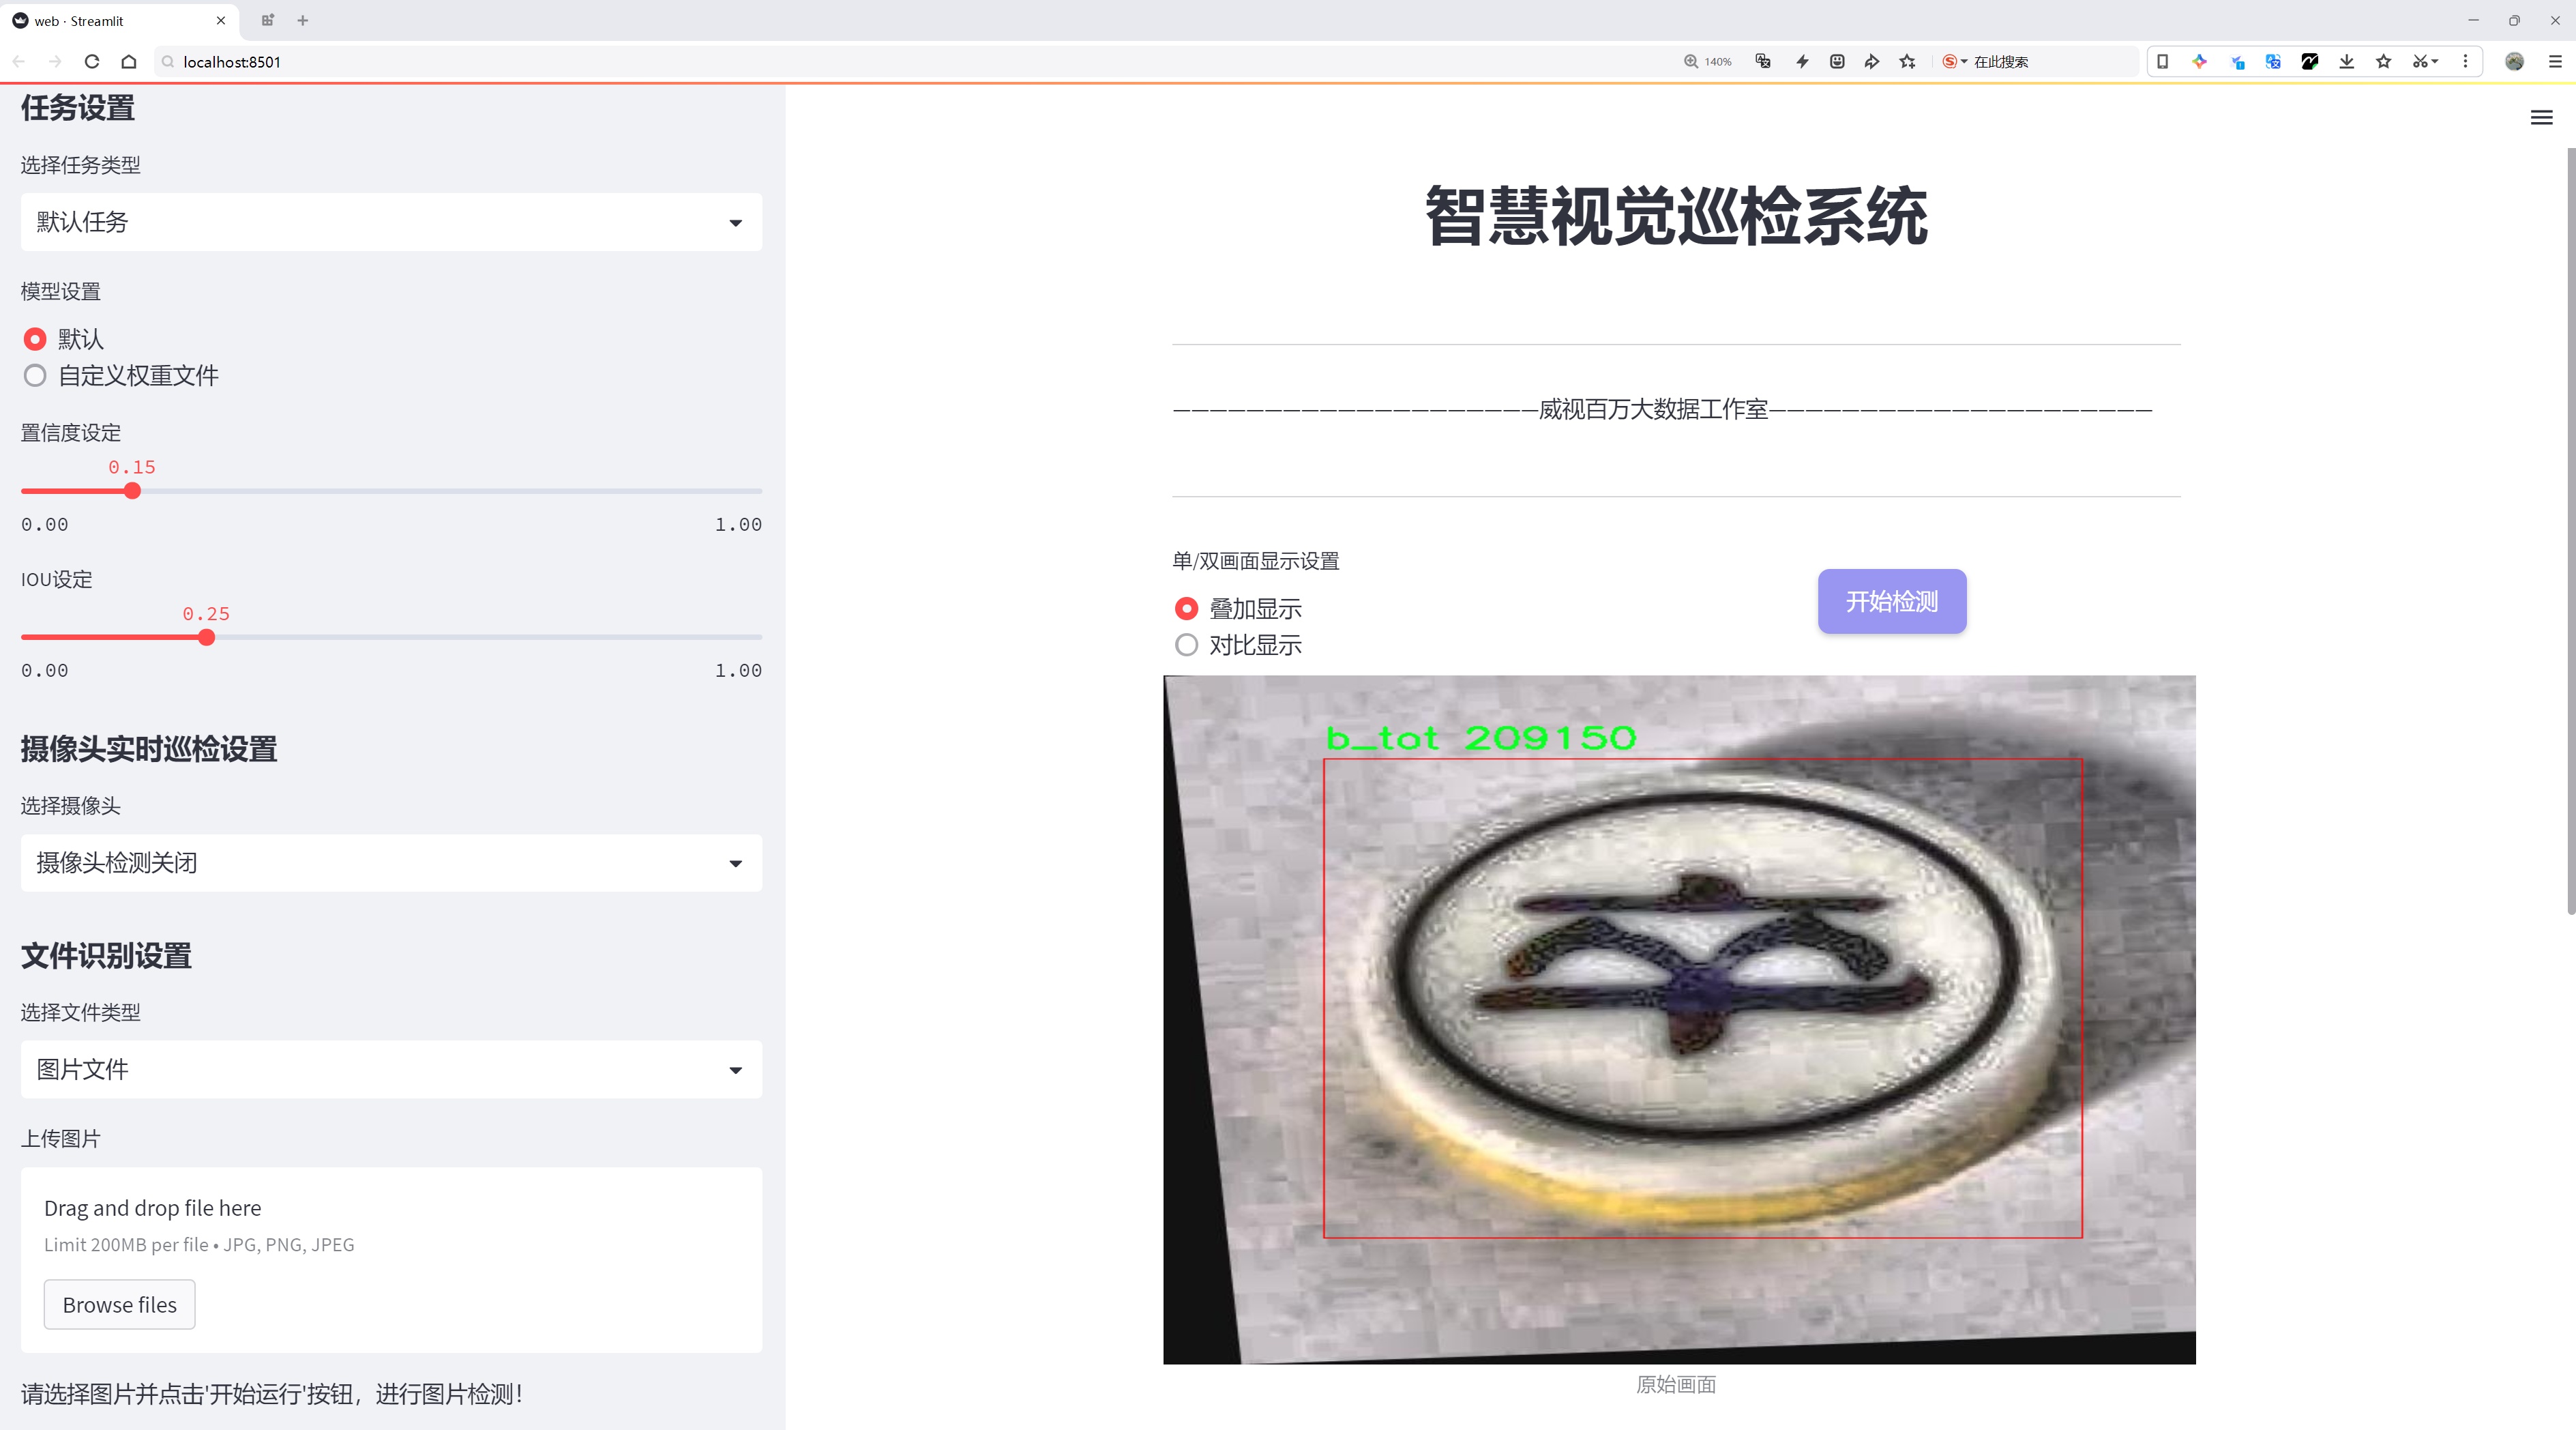 web · Streamlit
localhost:8501
140%
在此搜索
任务设置
选择任务类型
默认任务
模型设置
默认
自定义权重文件
置信度设定
0.15
0.00
1.00
IOU设定
0.25
0.00
1.00
摄像头实时巡检设置
选择摄像头
摄像头检测关闭
文件识别设置
选择文件类型
图片文件
上传图片
Drag and drop file here
Limit 200MB per file • JPG, PNG, JPEG
Browse files
请选择图片并点击'开始运行'按钮，进行图片检测！
智慧视觉巡检系统
————————————————————威视百万大数据工作室—————————————————————
单/双画面显示设置
叠加显示
对比显示
开始检测
b_tot 209150
原始画面